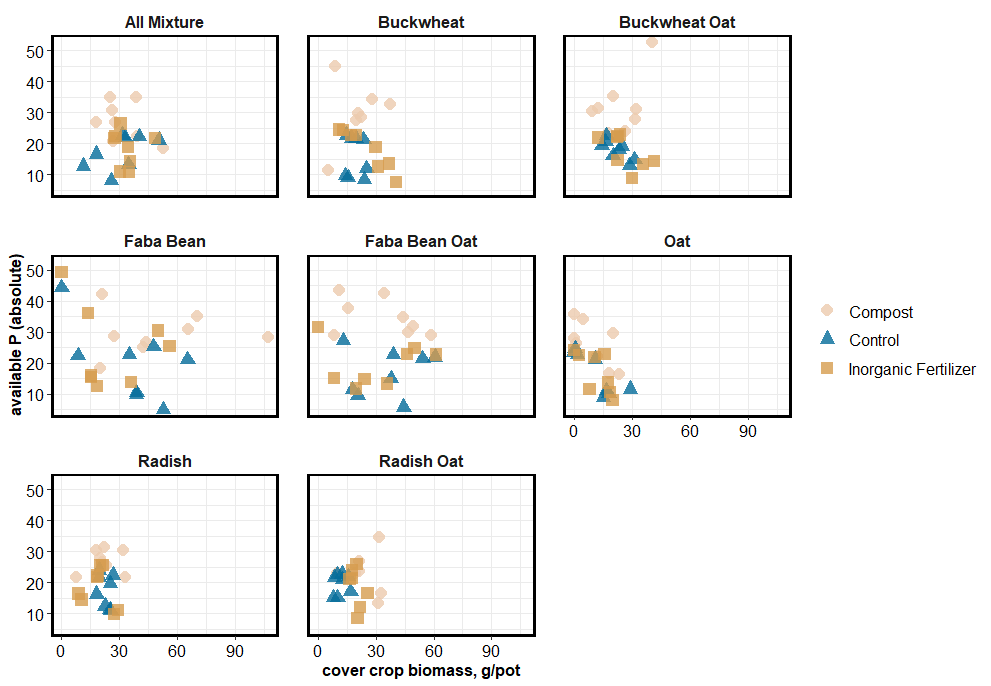 All Mixture
Buckwheat
Buckwheat Oat
50
40
30
20
10
Faba Bean
Faba Bean Oat
Oat
50
40
30
20
10
0 30 60 90
Radish
Radish Oat
50
40
30
20
10
0 30 60 90
0 30 60 90
available P (absolute)
cover crop biomass, g/pot
Compost
Control
Inorganic Fertilizer